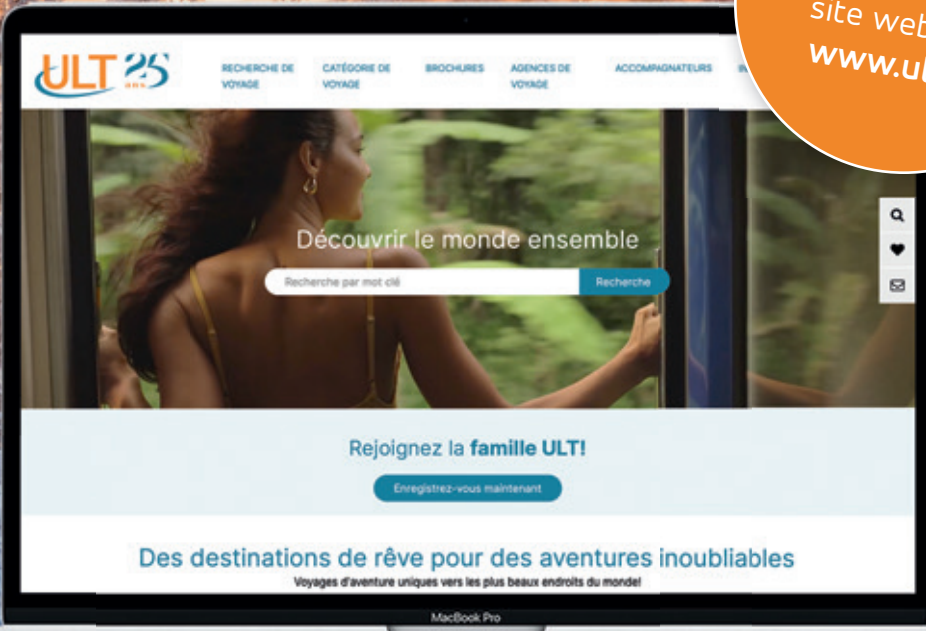 site web
www.ul
ULT 25
ans
RECHERCHE DE
VOYAGE
CATÉGORIE DE
VOYAGE
BROCHURES
AGENCES DE
VOYAGE
ACCOMPAGNATEURS
Découvrir le monde ensemble
Recherche par mot clé
Recherche
Rejoignez la famille ULT!
Enregistrez-vous maintenant
Des destinations de rêve pour des aventures inoubliables
Voyages d'aventure uniques vers les plus beaux endroits du monde!
MacBook Pro